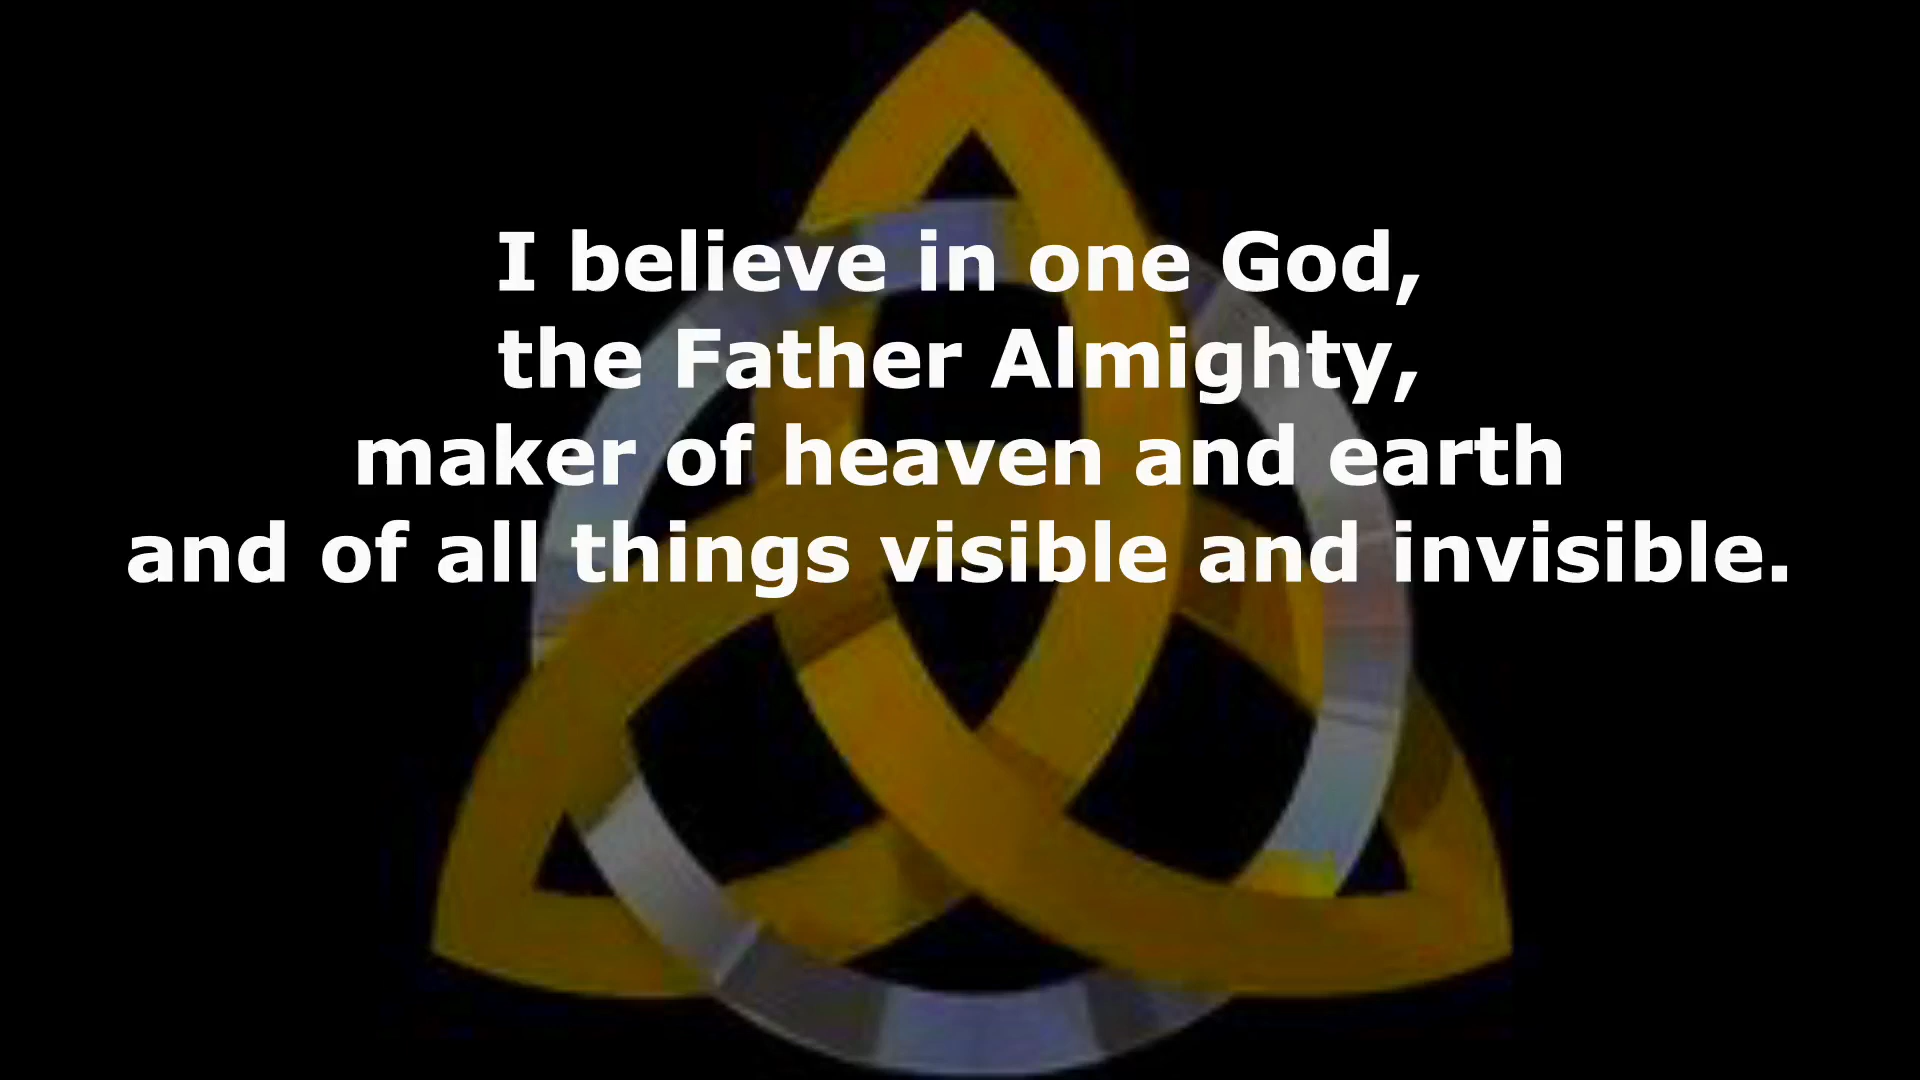 I believe in one God,
the Father Almighty,
maker of heaven and earth
and of all things visible and invisible.